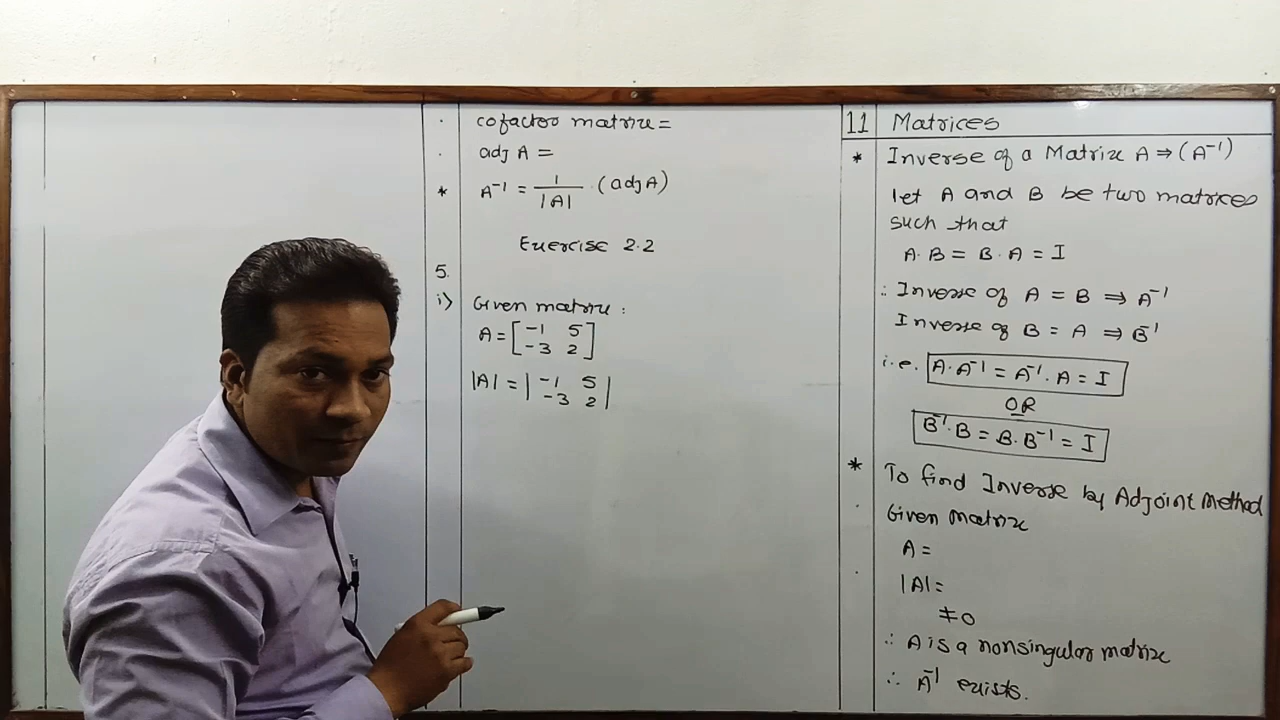 11 Matrices
* Inverse of a Matrix A ⇒ (A⁻¹)
let A and B be two matrices
such that
A·B = B·A = I
∴ Inverse of A = B ⇒ A⁻¹
Inverse of B = A ⇒ B⁻¹
i.e. A·A⁻¹ = A⁻¹·A = I
OR
B⁻¹·B = B·B⁻¹ = I
* To find Inverse by Adjoint Method
· Given Matrix
A =
· |A| =
≠ 0
∴ A is a nonsingular matrix
∴ A⁻¹ exists.
· cofactor matrix =
· adj A =
* A⁻¹ = 1/|A| · (adj A)
Exercise 2.2
5.
i) Given matrix :
A = [ -1 5
-3 2 ]
|A| = | -1 5
-3 2 |